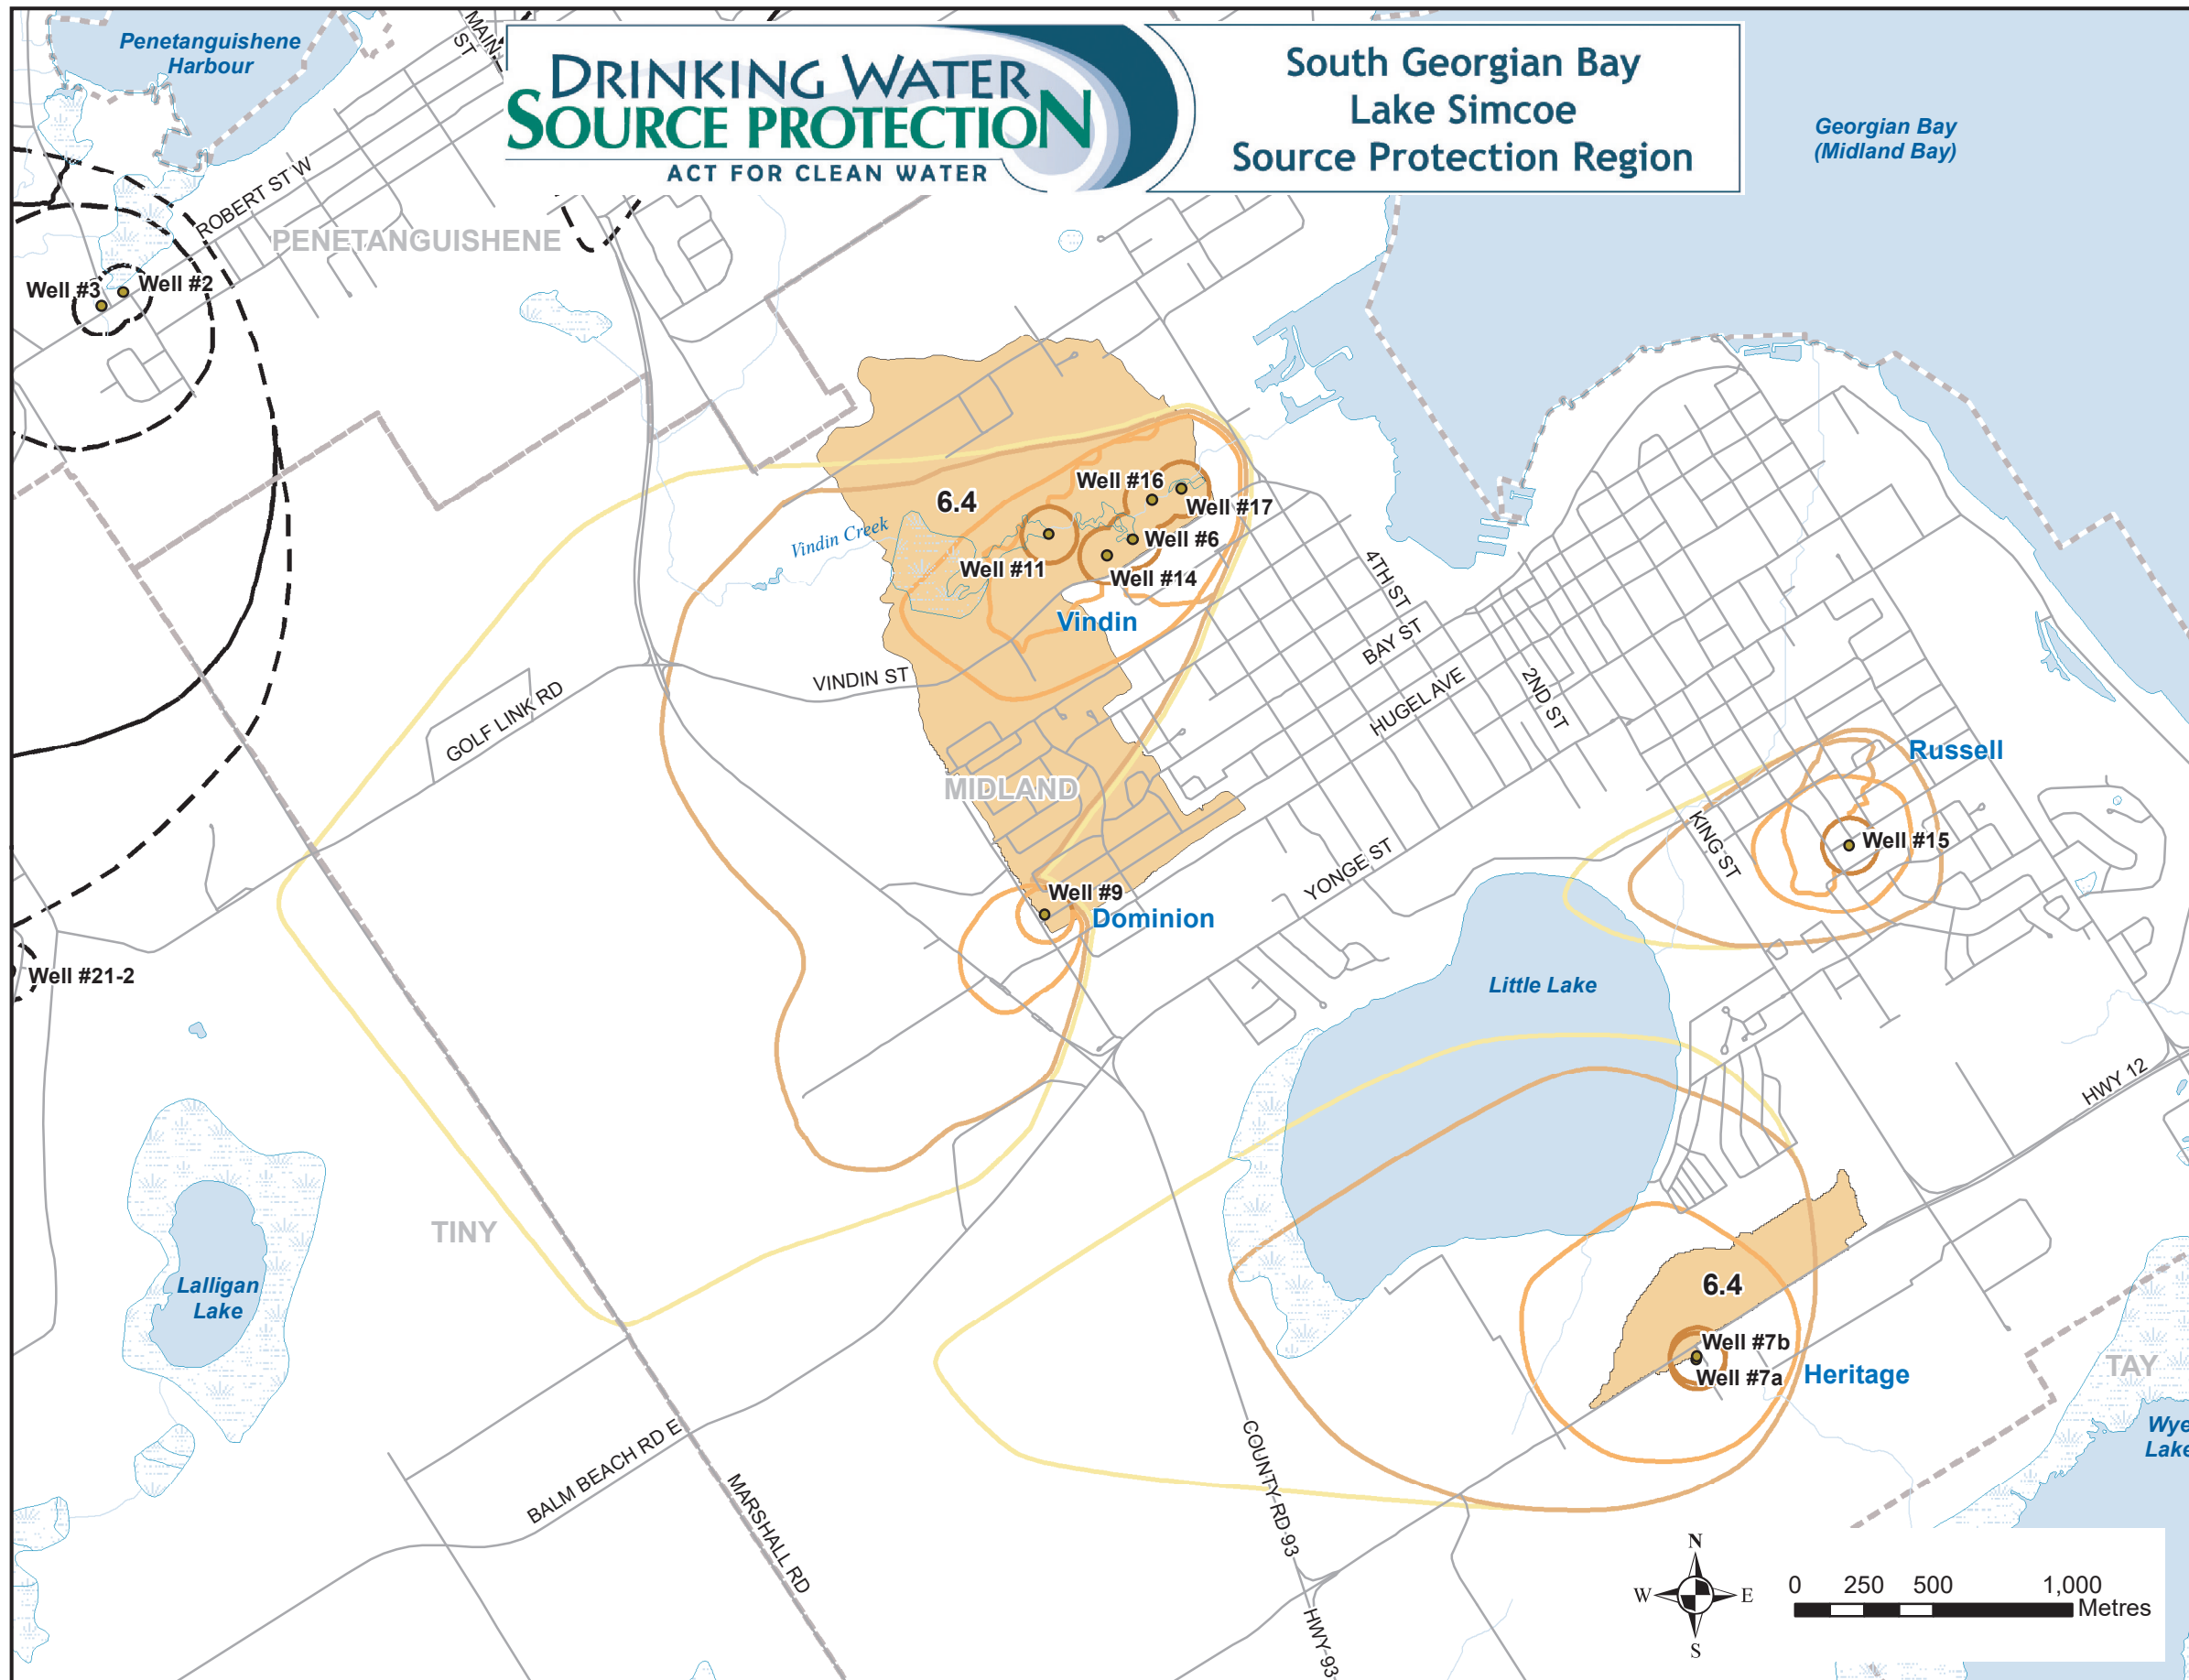 Penetanguishene
Harbour
MAIN
ST
DRINKING WATER
SOURCE PROTECTION
ACT FOR CLEAN WATER
South Georgian Bay
Lake Simcoe
Source Protection Region
Georgian Bay
(Midland Bay)
ROBERT ST W
PENETANGUISHENE
Well #3
Well #2
6.4
Well #16
Well #17
Vindin Creek
Well #6
Well #11
Well #14
Vindin
4TH ST
BAY ST
VINDIN ST
HUGEL AVE
2ND ST
GOLF LINK RD
Russell
MIDLAND
KING ST
Well #15
YONGE ST
Well #9
Dominion
Well #21-2
Little Lake
HWY 12
TINY
Lalligan
Lake
6.4
Well #7b
Well #7a
Heritage
TAY
Wye
Lake
COUNTY RD 93
BALM BEACH RD E
MARSHALL RD
HWY 93
N
W
E
S
0 250 500 1,000
Metres